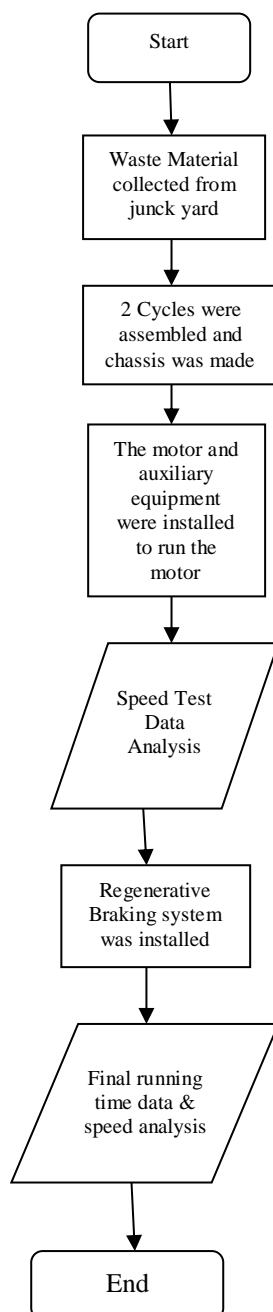 Start
Waste Material
collected from
junck yard
2 Cycles were
assembled and
chassis was made
The motor and
auxiliary
equipment
were installed
to run the
motor
Speed Test
Data
Analysis
Regenerative
Braking system
was installed
Final running
time data &
speed analysis
End